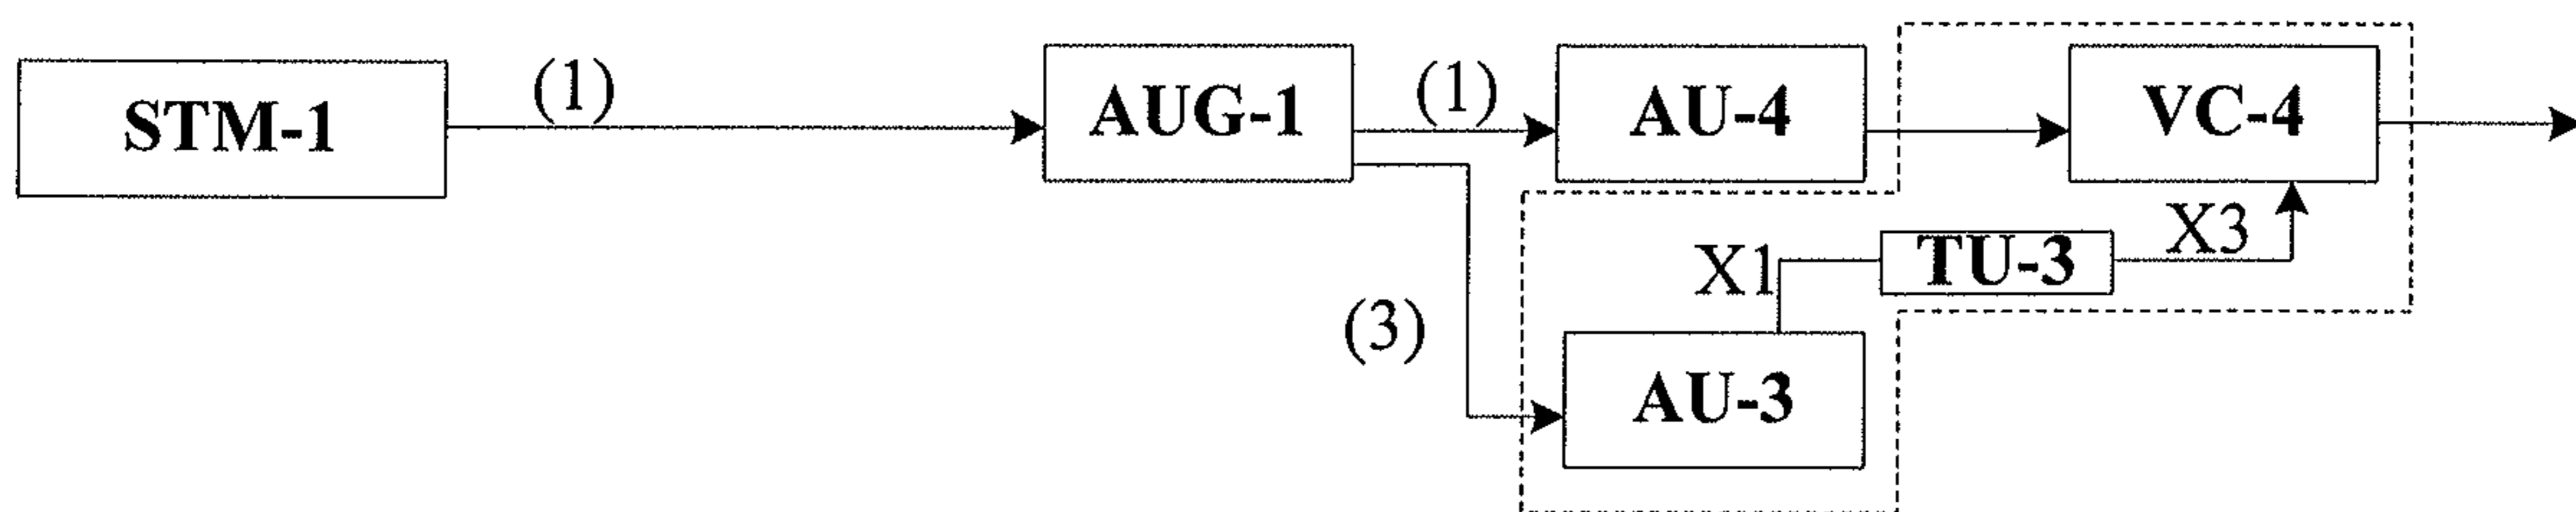 STM-1
(1)
AUG-1
(1)
AU-4
VC-4
X1
TU-3
X3
(3)
AU-3